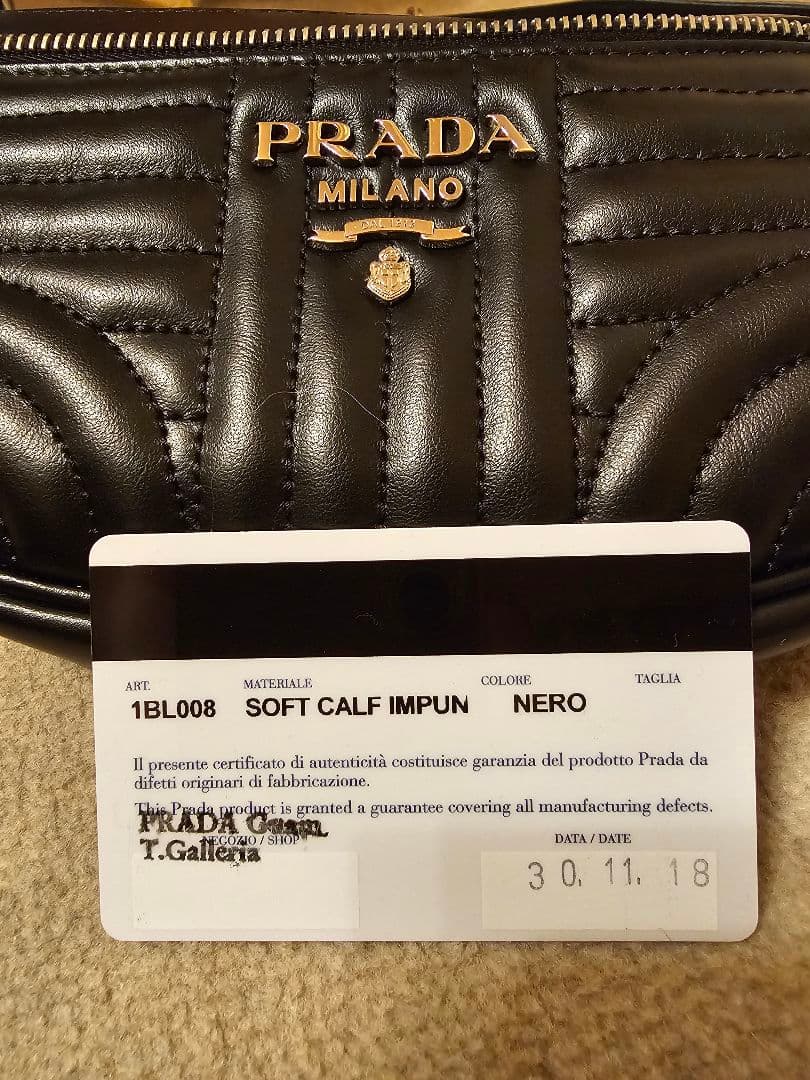 PRADA
MILANO
DAL 1913
ART. MATERIALE COLORE TAGLIA
1BL008 SOFT CALF IMPUN NERO
Il presente certificato di autenticità costituisce garanzia del prodotto Prada da
difetti originari di fabbricazione.
This Prada product is granted a guarantee covering all manufacturing defects.
PRADA Guam
NEGOZIO / SHOP DATA / DATE
T.Galleria
30. 11. 18